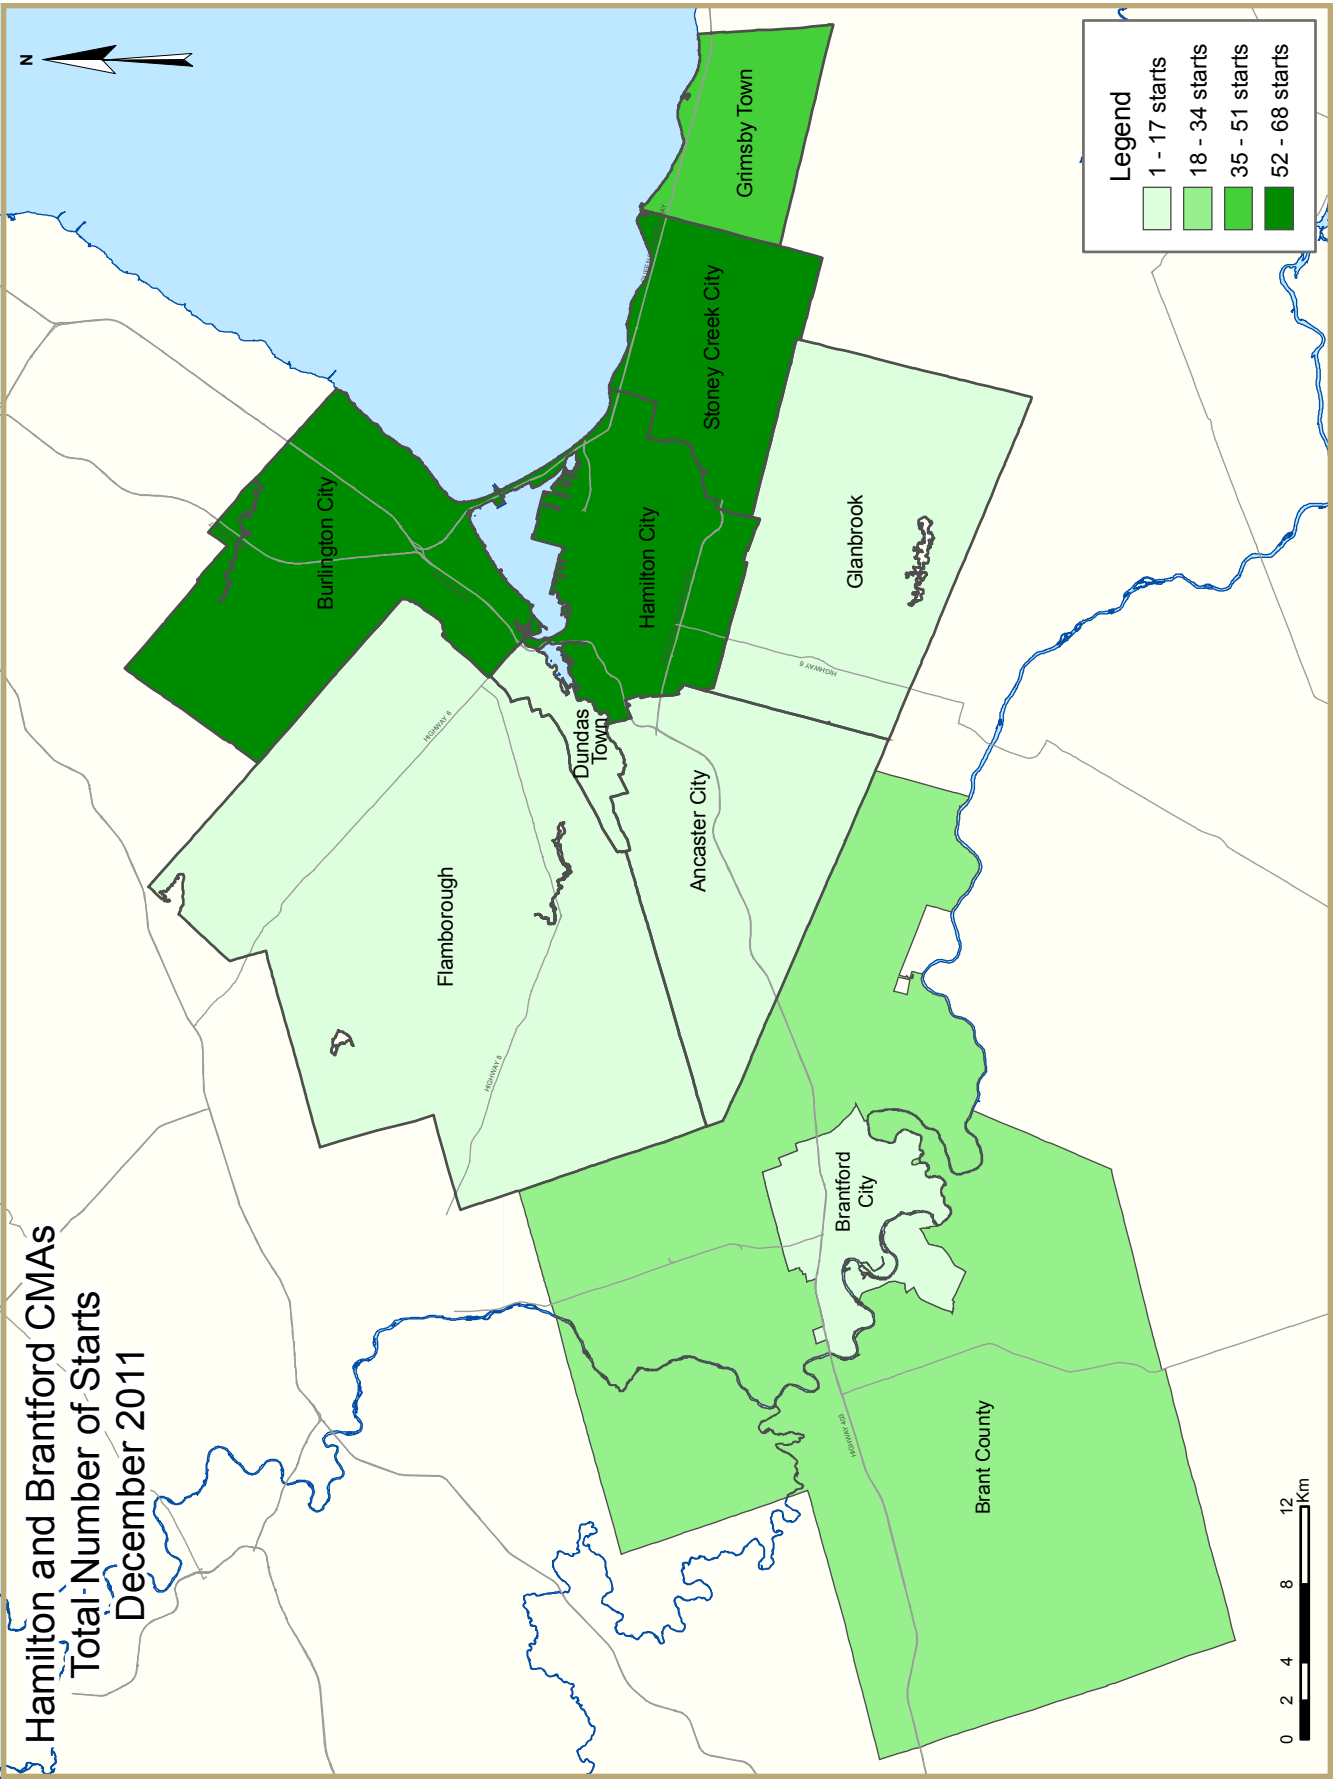 Hamilton and Brantford CMAs
Total Number of Starts
December 2011
N
Burlington City
Flamborough
HIGHWAY 6
HIGHWAY 8
Dundas
Town
Hamilton City
Stoney Creek City
Grimsby Town
Ancaster City
Glanbrook
HIGHWAY 6
Brantford
City
HIGHWAY 403
Brant County
Legend
1 - 17 starts
18 - 34 starts
35 - 51 starts
52 - 68 starts
0 2 4 8 12
Km